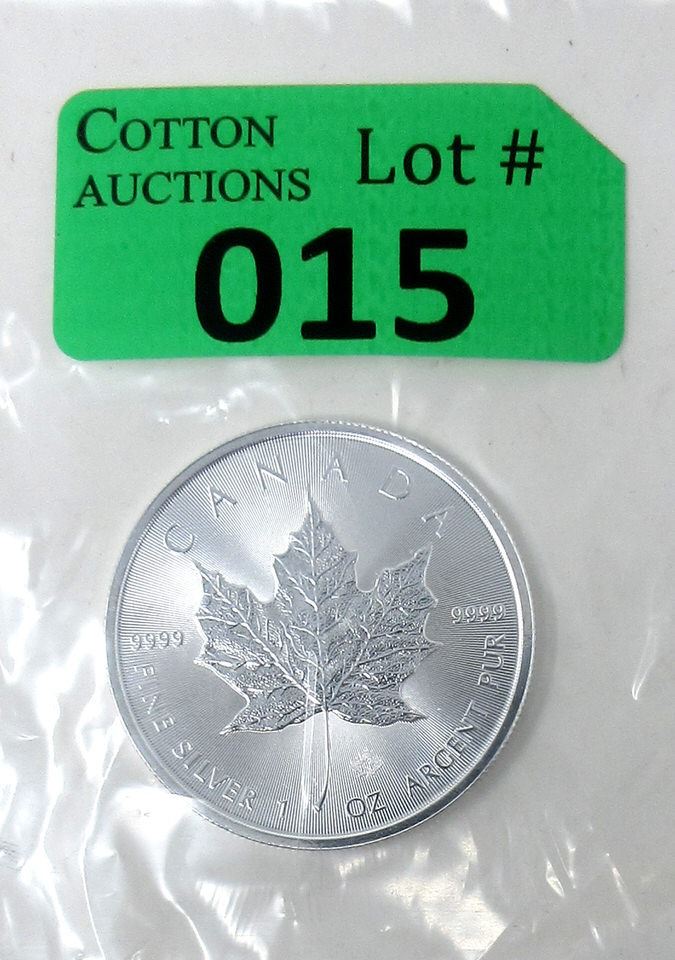 COTTON
AUCTIONS
Lot #
015
CANADA
9999
9999
FINE SILVER 1 OZ ARGENT PUR